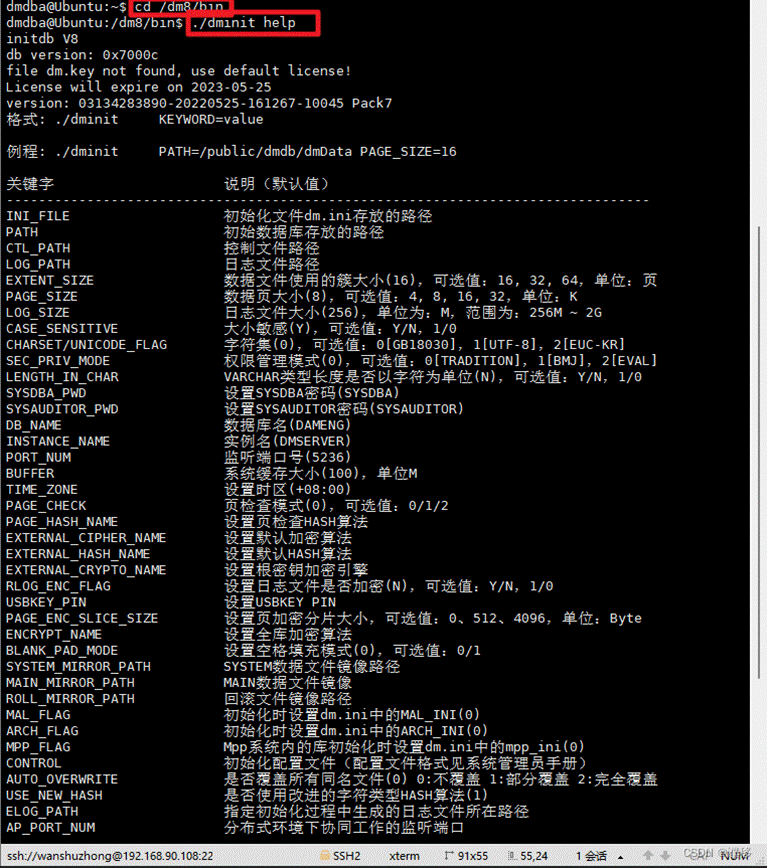 dmdba@Ubuntu:~$ cd /dm8/bin
dmdba@Ubuntu:/dm8/bin$ ./dminit help
initdb V8
db version: 0x7000c
file dm.key not found, use default license!
License will expire on 2023-05-25
version: 03134283890-20220525-161267-10045 Pack7
格式: ./dminit KEYWORD=value
例程: ./dminit PATH=/public/dmdb/dmData PAGE_SIZE=16
关键字 说明（默认值）
--------------------------------------------------------------------------------
INI_FILE 初始化文件dm.ini存放的路径
PATH 初始数据库存放的路径
CTL_PATH 控制文件路径
LOG_PATH 日志文件路径
EXTENT_SIZE 数据文件使用的簇大小(16)，可选值：16, 32, 64，单位：页
PAGE_SIZE 数据页大小(8)，可选值：4, 8, 16, 32，单位：K
LOG_SIZE 日志文件大小(256)，单位为：M，范围为：256M ~ 2G
CASE_SENSITIVE 大小敏感(Y)，可选值：Y/N，1/0
CHARSET/UNICODE_FLAG 字符集(0)，可选值：0[GB18030]，1[UTF-8]，2[EUC-KR]
SEC_PRIV_MODE 权限管理模式(0)，可选值：0[TRADITION]，1[BMJ]，2[EVAL]
LENGTH_IN_CHAR VARCHAR类型长度是否以字符为单位(N)，可选值：Y/N，1/0
SYSDBA_PWD 设置SYSDBA密码(SYSDBA)
SYSAUDITOR_PWD 设置SYSAUDITOR密码(SYSAUDITOR)
DB_NAME 数据库名(DAMENG)
INSTANCE_NAME 实例名(DMSERVER)
PORT_NUM 监听端口号(5236)
BUFFER 系统缓存大小(100)，单位M
TIME_ZONE 设置时区(+08:00)
PAGE_CHECK 页检查模式(0)，可选值：0/1/2
PAGE_HASH_NAME 设置页检查HASH算法
EXTERNAL_CIPHER_NAME 设置默认加密算法
EXTERNAL_HASH_NAME 设置默认HASH算法
EXTERNAL_CRYPTO_NAME 设置根密钥加密引擎
RLOG_ENC_FLAG 设置日志文件是否加密(N)，可选值：Y/N，1/0
USBKEY_PIN 设置USBKEY PIN
PAGE_ENC_SLICE_SIZE 设置页加密分片大小，可选值：0、512、4096，单位：Byte
ENCRYPT_NAME 设置全库加密算法
BLANK_PAD_MODE 设置空格填充模式(0)，可选值：0/1
SYSTEM_MIRROR_PATH SYSTEM数据文件镜像路径
MAIN_MIRROR_PATH MAIN数据文件镜像
ROLL_MIRROR_PATH 回滚文件镜像路径
MAL_FLAG 初始化时设置dm.ini中的MAL_INI(0)
ARCH_FLAG 初始化时设置dm.ini中的ARCH_INI(0)
MPP_FLAG Mpp系统内的库初始化时设置dm.ini中的mpp_ini(0)
CONTROL 初始化配置文件（配置文件格式见系统管理员手册）
AUTO_OVERWRITE 是否覆盖所有同名文件(0) 0:不覆盖 1:部分覆盖 2:完全覆盖
USE_NEW_HASH 是否使用改进的字符类型HASH算法(1)
ELOG_PATH 指定初始化过程中生成的日志文件所在路径
AP_PORT_NUM 分布式环境下协同工作的监听端口
ssh://wanshuzhong@192.168.90.108:22 SSH2 xterm 91x55 55,24 1 会话 CAP NUM